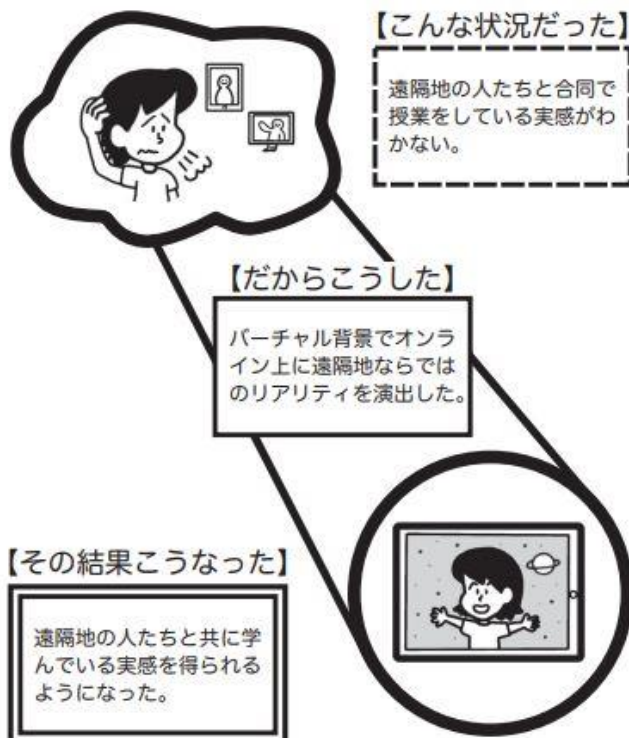 【こんな状況だった】
遠隔地の人たちと合同で
授業をしている実感がわ
かない。
【だからこうした】
バーチャル背景でオンラ
イン上に遠隔地ならでは
のリアリティを演出した。
【その結果こうなった】
遠隔地の人たちと共に学
んでいる実感を得られる
ようになった。